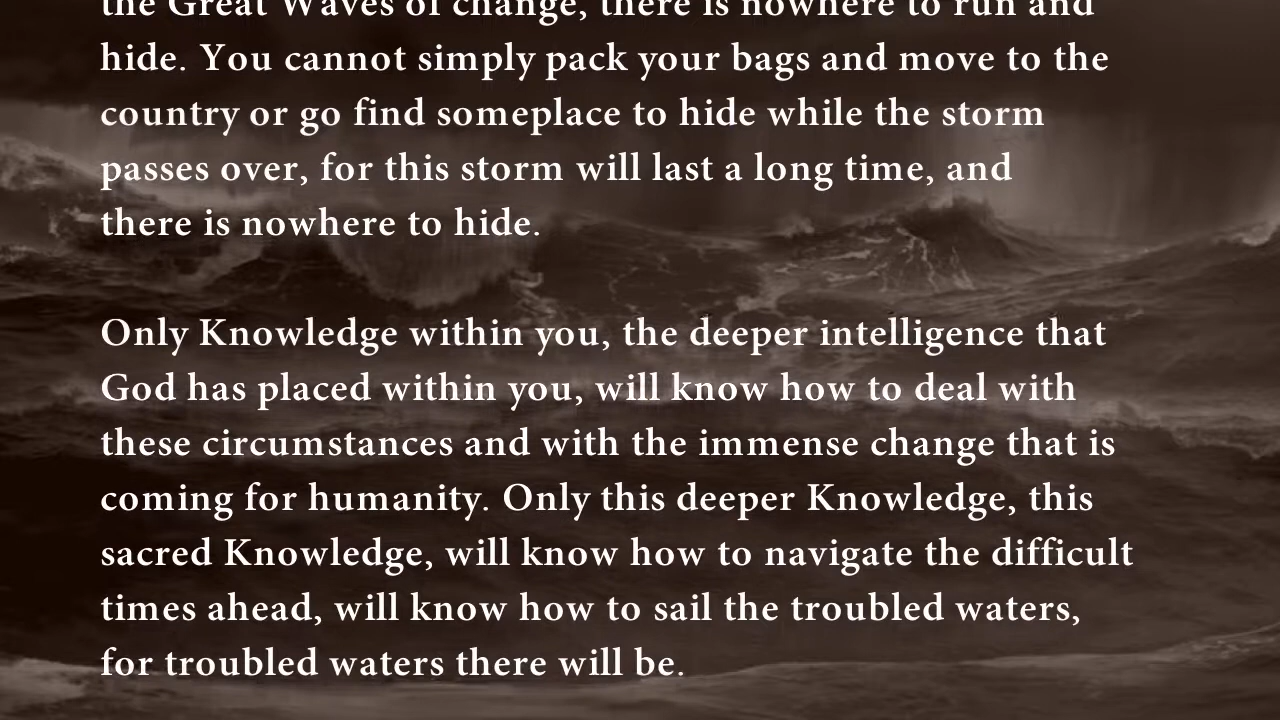 the Great Waves of change, there is nowhere to run and
hide. You cannot simply pack your bags and move to the
country or go find someplace to hide while the storm
passes over, for this storm will last a long time, and
there is nowhere to hide.
Only Knowledge within you, the deeper intelligence that
God has placed within you, will know how to deal with
these circumstances and with the immense change that is
coming for humanity. Only this deeper Knowledge, this
sacred Knowledge, will know how to navigate the difficult
times ahead, will know how to sail the troubled waters,
for troubled waters there will be.